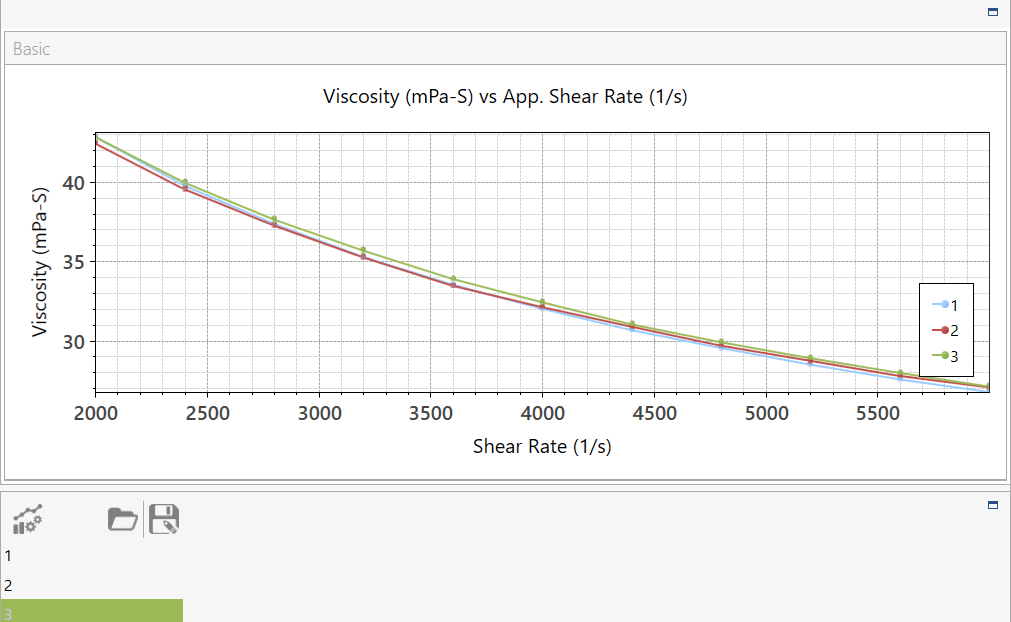 Basic
Viscosity (mPa-S) vs App. Shear Rate (1/s)
Viscosity (mPa-S)
40
35
30
1
2
3
2000 2500 3000 3500 4000 4500 5000 5500
Shear Rate (1/s)
1
2
3